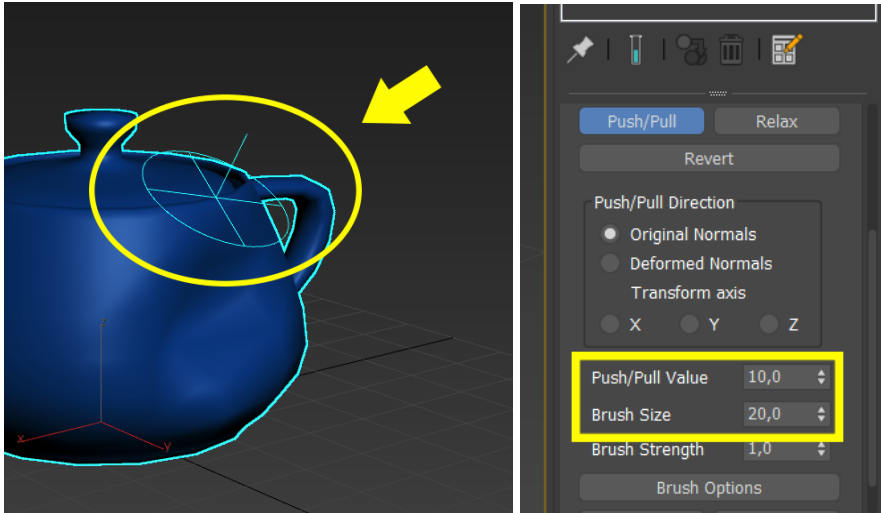 z
x
y
Push/Pull
Relax
Revert
Push/Pull Direction
Original Normals
Deformed Normals
Transform axis
X
Y
Z
Push/Pull Value 10,0
Brush Size 20,0
Brush Strength 1,0
Brush Options